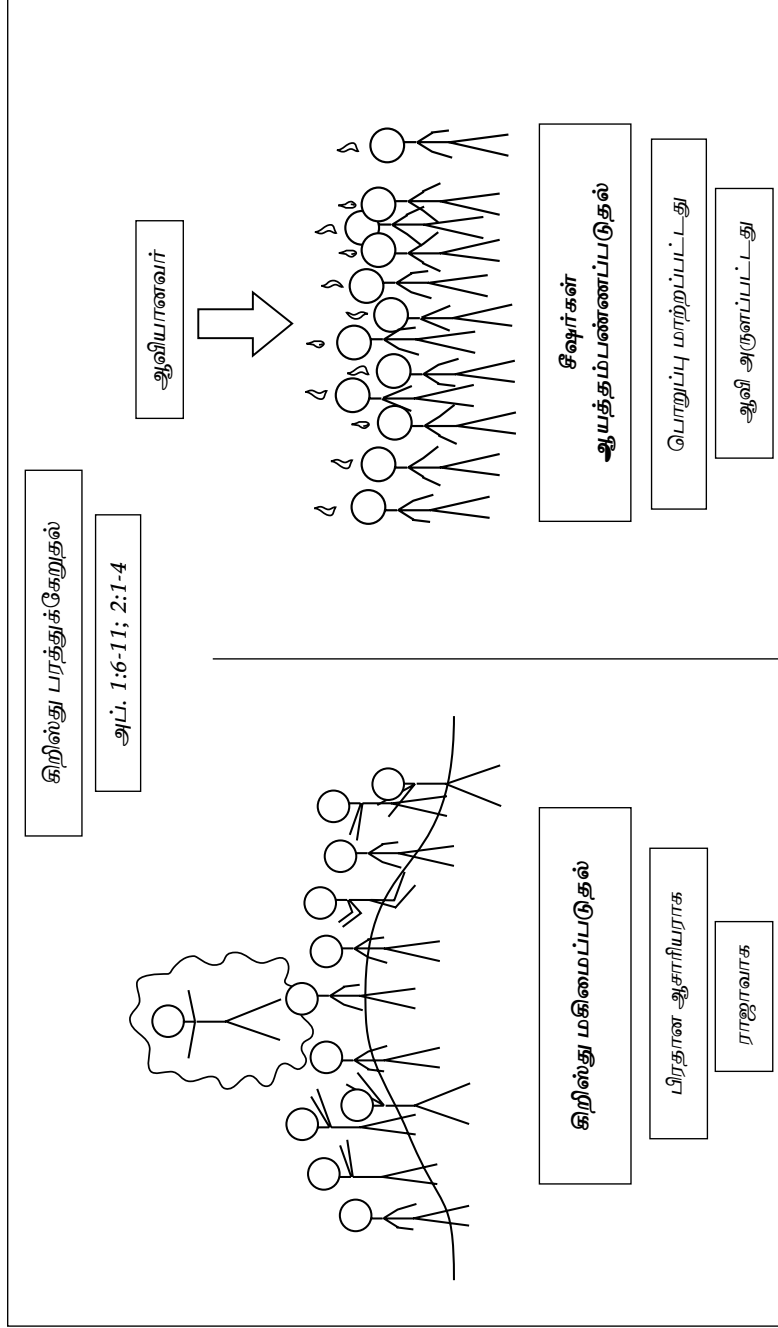 கிறிஸ்து பரத்துக்கேறுதல்
அப். 1:6-11; 2:1-4
கிறிஸ்து மகிமைப்படுதல்
பிரதான ஆசாரியராக
ராஜாவாக
ஆவியானவர்
சீஷர்கள்
ஆயத்தம்பண்ணப்படுதல்
பொறுப்பு மாற்றப்பட்டது
ஆவி அருளப்பட்டது